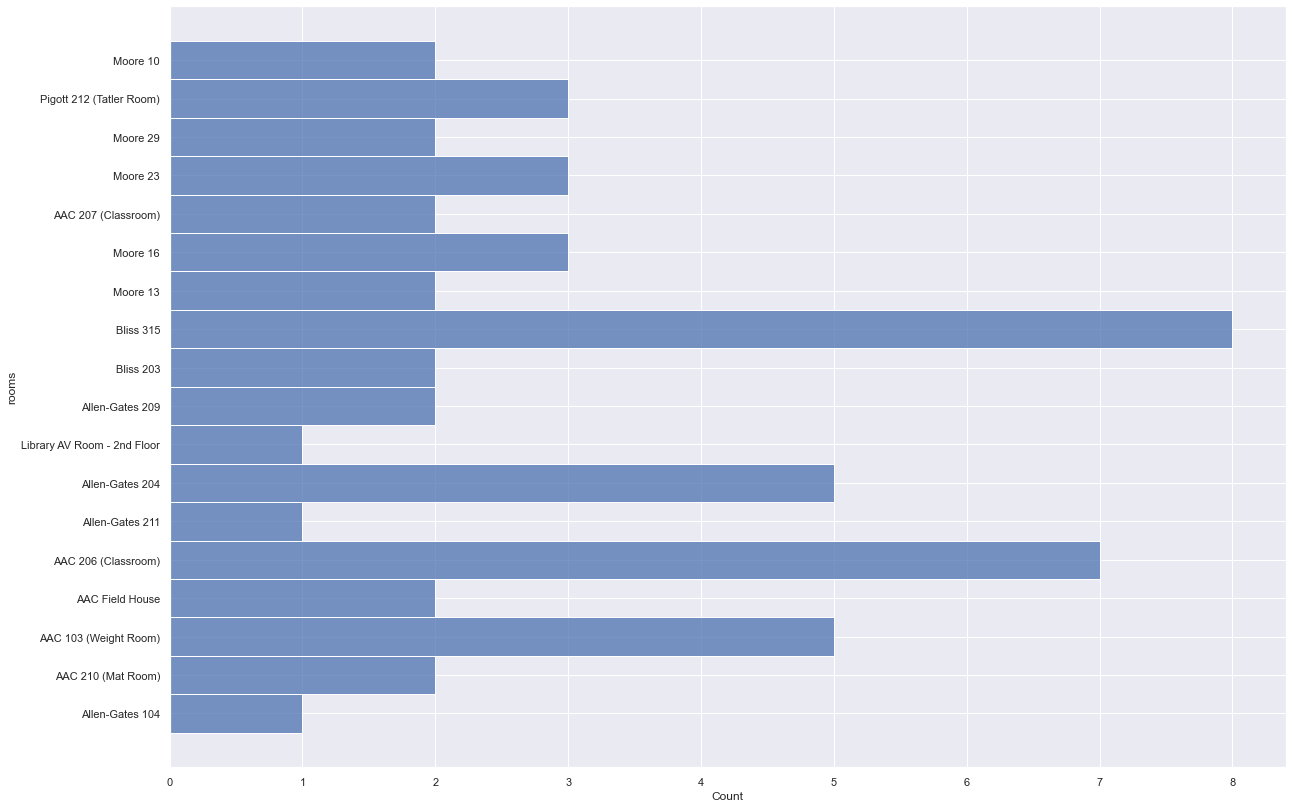 Moore 10
Pigott 212 (Tatler Room)
Moore 29
Moore 23
AAC 207 (Classroom)
Moore 16
Moore 13
Bliss 315
Bliss 203
Allen-Gates 209
Library AV Room - 2nd Floor
Allen-Gates 204
Allen-Gates 211
AAC 206 (Classroom)
AAC Field House
AAC 103 (Weight Room)
AAC 210 (Mat Room)
Allen-Gates 104
rooms
0 1 2 3 4 5 6 7 8
Count